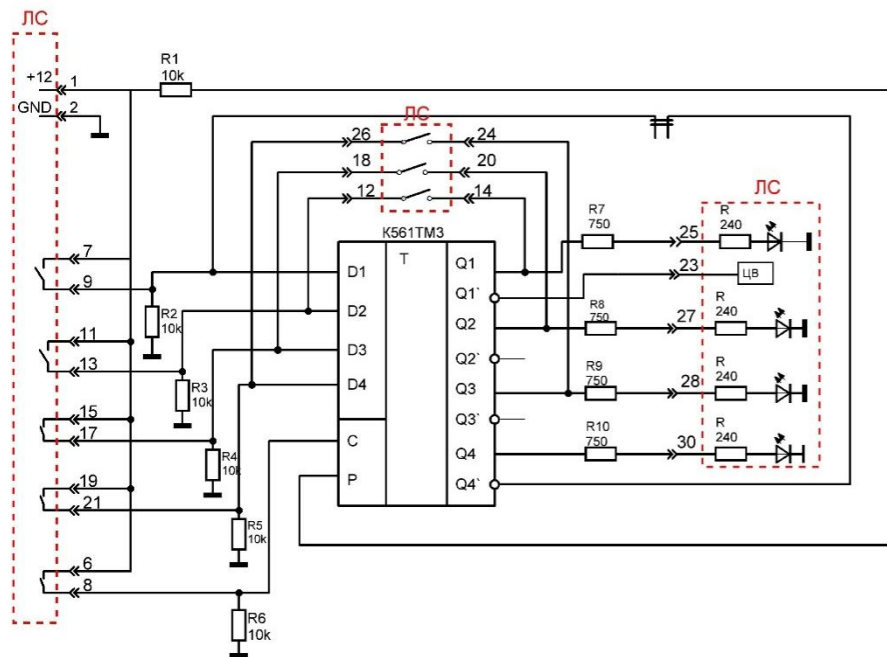 ЛС
+12 1
GND 2
R1
10k
ЛС
26 24
18 20
12 14
К561ТМ3
T
D1
D2
D3
D4
C
P
Q1
Q1`
Q2
Q2`
Q3
Q3`
Q4
Q4`
7
9
R2
10k
11
13
R3
10k
15
17
R4
10k
19
21
R5
10k
6
8
R6
10k
ЛС
R7
750
25
R
240
23
ЦВ
R8
750
27
R
240
R9
750
28
R
240
R10
750
30
R
240